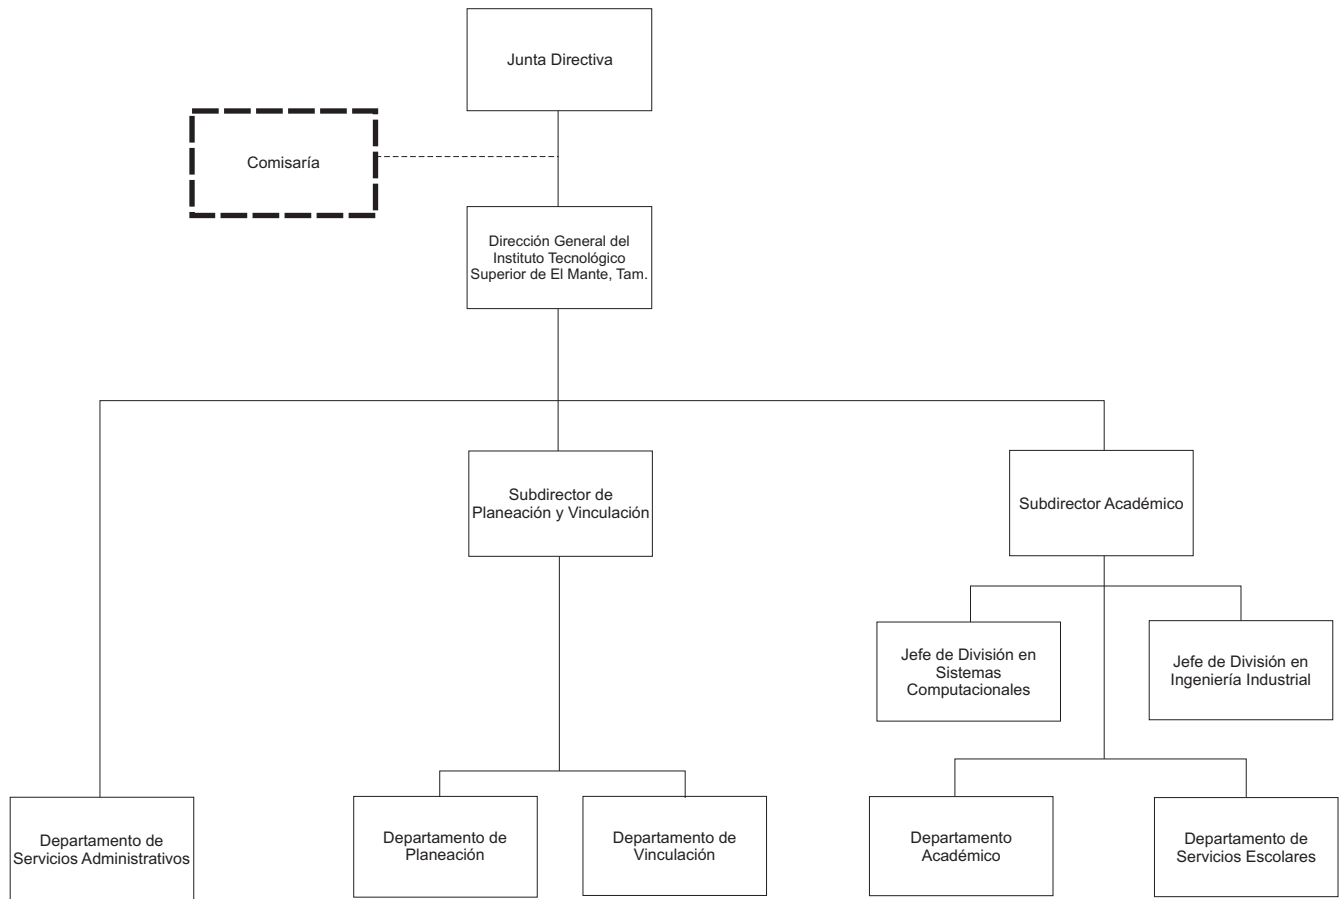 Junta Directiva
Comisaría
Dirección General del
Instituto Tecnológico
Superior de El Mante, Tam.
Subdirector de
Planeación y Vinculación
Subdirector Académico
Jefe de División en
Sistemas
Computacionales
Jefe de División en
Ingeniería Industrial
Departamento de
Servicios Administrativos
Departamento de
Planeación
Departamento de
Vinculación
Departamento
Académico
Departamento de
Servicios Escolares